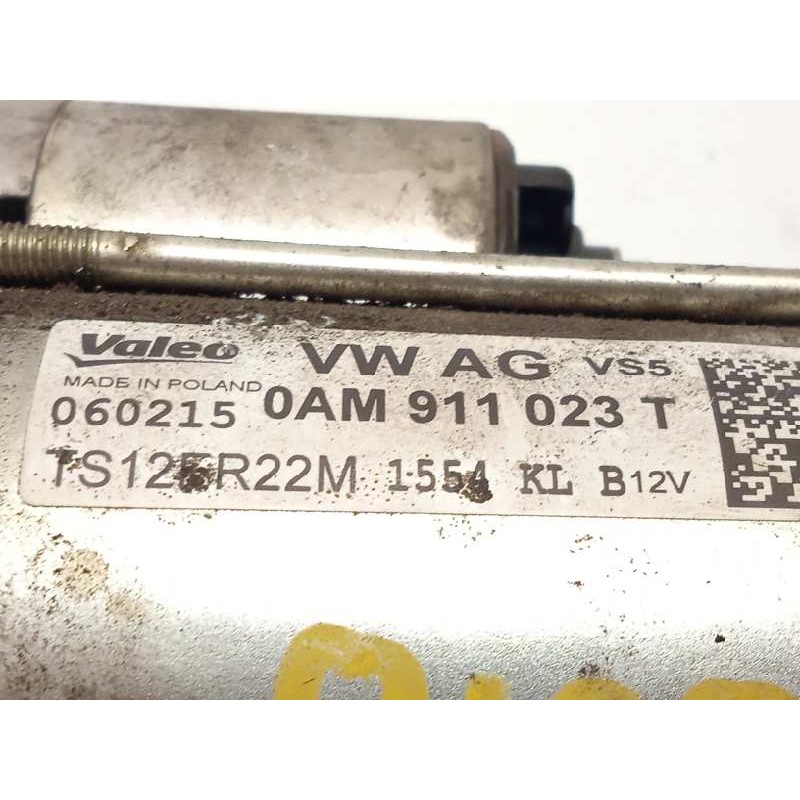 Valeo VW AG VS5
MADE IN POLAND
060215 0AM 911 023 T
TS12ER22M 1554 KL B12V